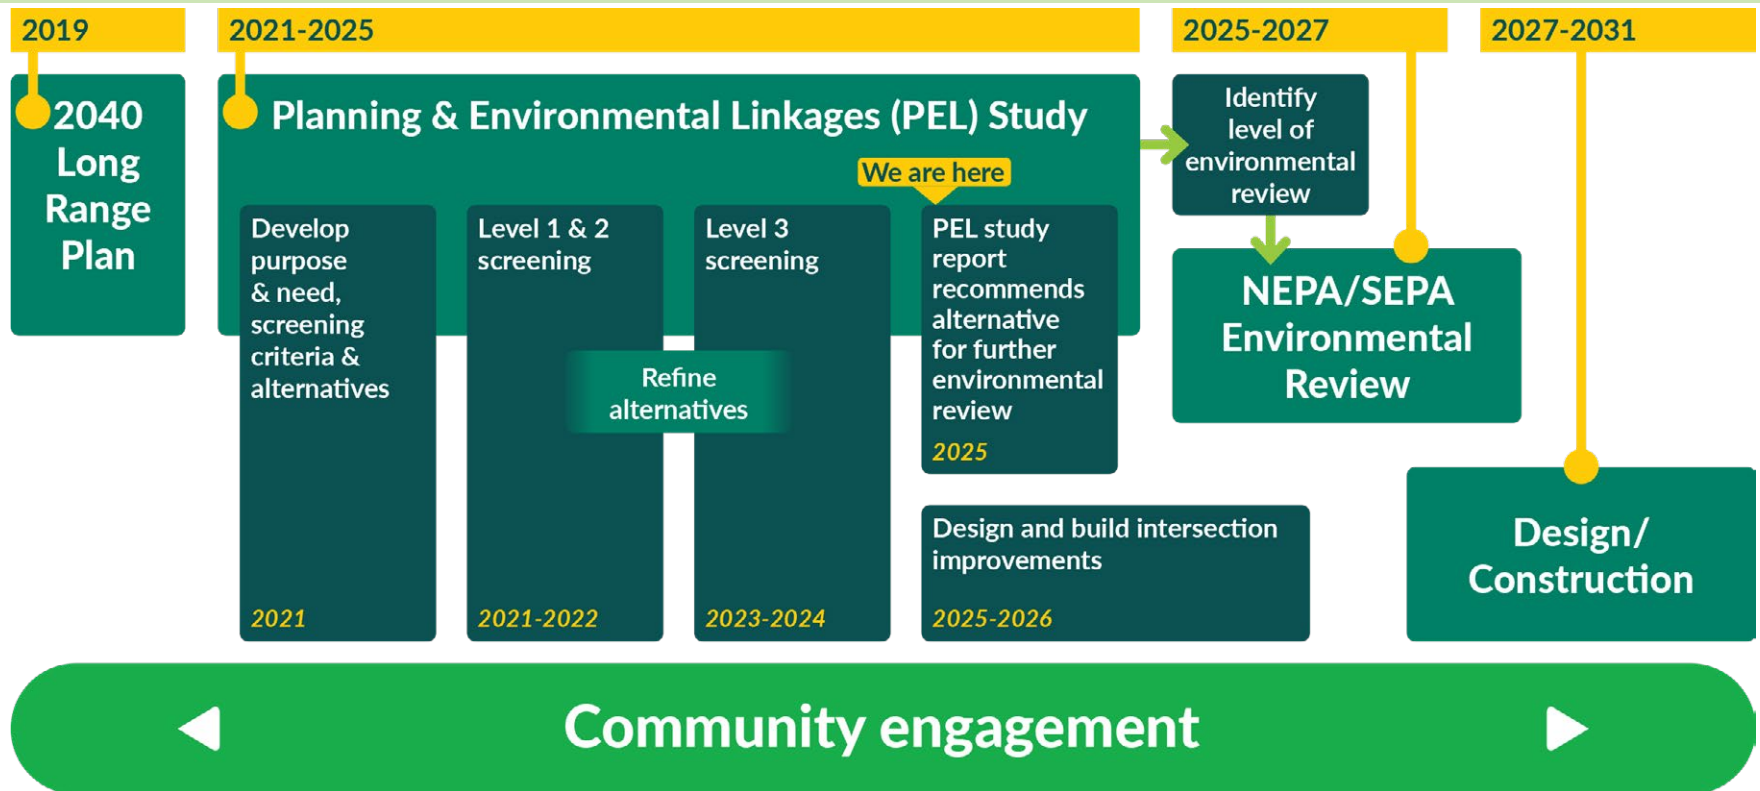 2019
2021-2025
2025-2027
2027-2031
2040
Long
Range
Plan
Planning & Environmental Linkages (PEL) Study
We are here
Develop
purpose
& need,
screening
criteria &
alternatives
2021
Level 1 & 2
screening
2021-2022
Refine
alternatives
Level 3
screening
2023-2024
PEL study
report
recommends
alternative
for further
environmental
review
2025
Design and build intersection
improvements
2025-2026
Identify
level of
environmental
review
NEPA/SEPA
Environmental
Review
Design/
Construction
Community engagement